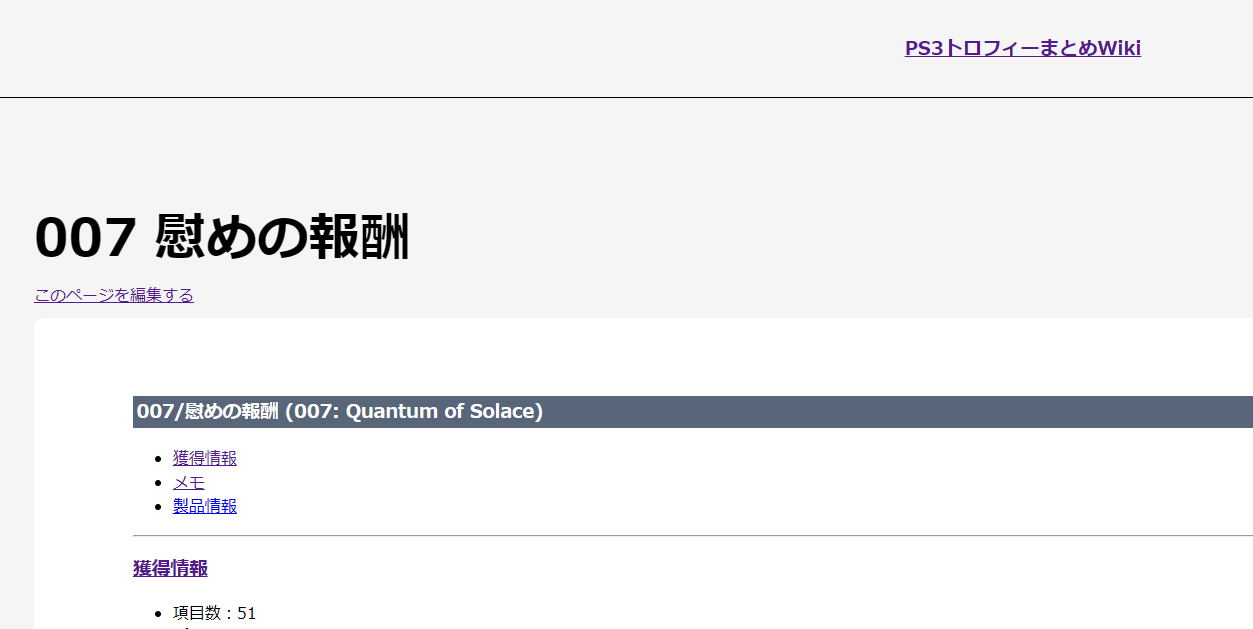 PS3トロフィーまとめWiki
007 慰めの報酬
このページを編集する
007/慰めの報酬 (007: Quantum of Solace)
獲得情報
メモ
製品情報
獲得情報
項目数：51